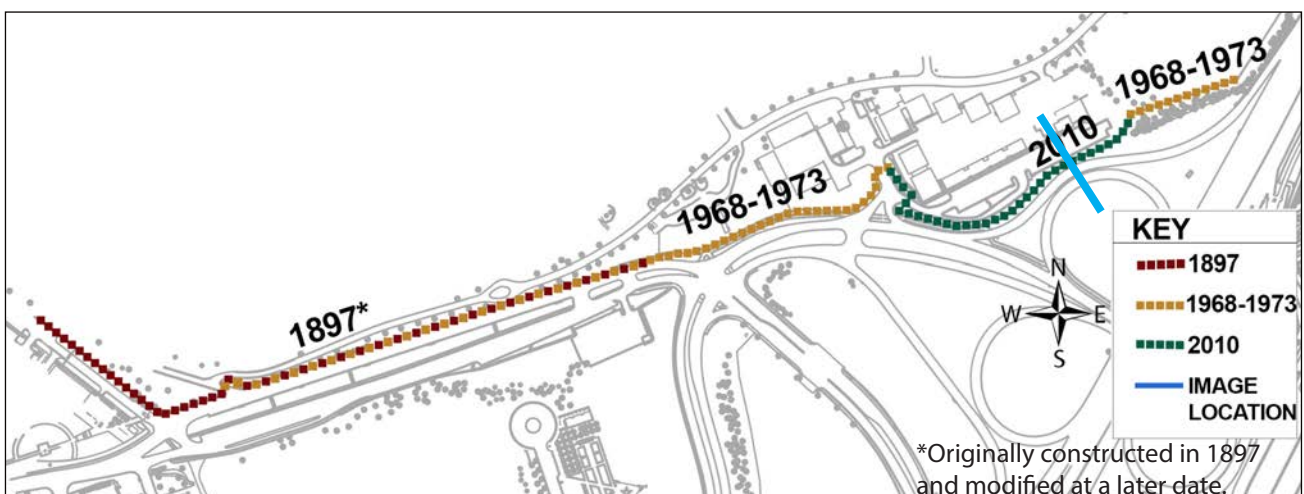 1968-1973
2010
1968-1973
1897*
KEY
1897
1968-1973
2010
IMAGE
LOCATION
N
W E
S
*Originally constructed in 1897
and modified at a later date.